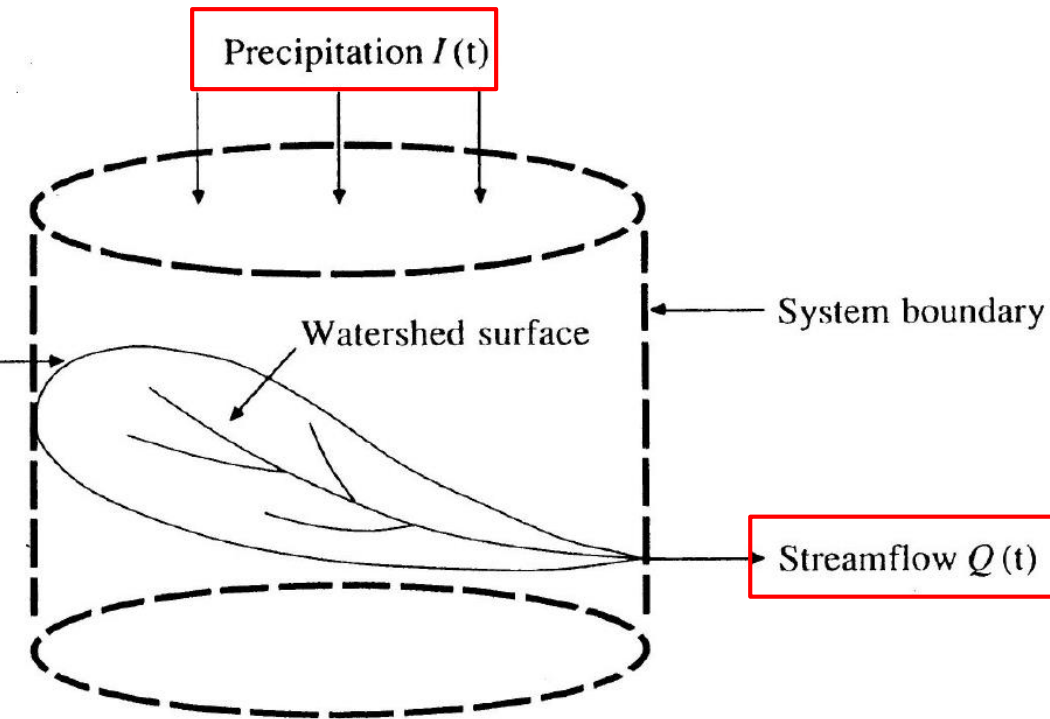 Precipitation I (t)
System boundary
Watershed surface
Streamflow Q (t)